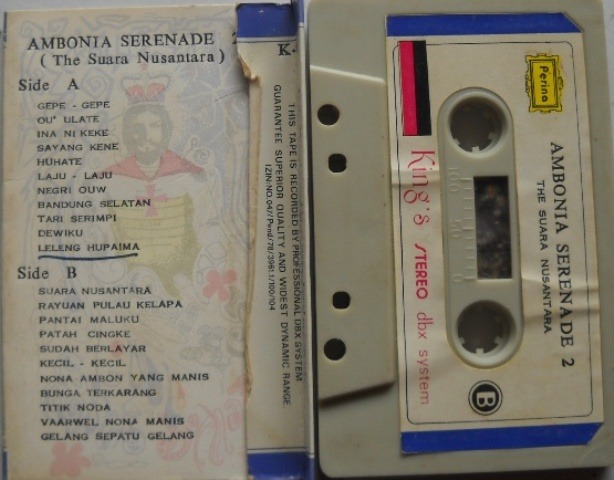 AMBONIA SERENADE 2
(The Suara Nusantara)
Side A
GEPE - GEPE
OU' ULATE
INA NI KEKE
SAYANG KENE
HUHATE
LAJU - LAJU
NEGRI OUW
BANDUNG SELATAN
TARI SERIMPI
DEWIKU
LELENG HUPAIMA
Side B
SUARA NUSANTARA
RAYUAN PULAU KELAPA
PANTAI MALUKU
PATAH CINGKE
SUDAH BERLAYAR
KECIL - KECIL
NONA AMBON YANG MANIS
BUNGA TERKARANG
TITIK NODA
VAARWEL NONA MANIS
GELANG SEPATU GELANG
K-
THIS TAPE IS RECORDED BY PROFESSIONAL DBX SYSTEM
GUARANTEE SUPERIOR QUALITY AND WIDEST DYNAMIC RANGE
Perina
AMBONIA SERENADE 2
THE SUARA NUSANTARA
King's STEREO dbx system
100 50 0
B